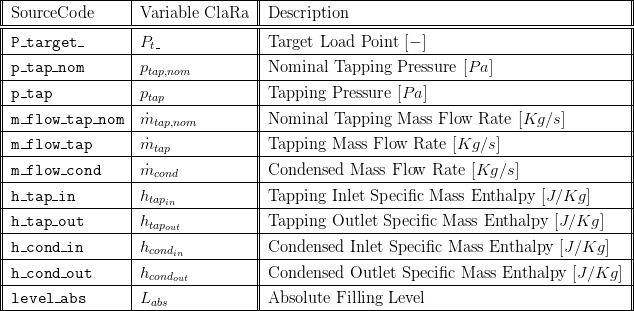 SourceCode Variable ClaRa Description
P_target_ P_t_ Target Load Point [−]
p_tap_nom p_{tap,nom} Nominal Tapping Pressure [Pa]
p_tap p_{tap} Tapping Pressure [Pa]
m_flow_tap_nom ṁ_{tap,nom} Nominal Tapping Mass Flow Rate [Kg/s]
m_flow_tap ṁ_{tap} Tapping Mass Flow Rate [Kg/s]
m_flow_cond ṁ_{cond} Condensed Mass Flow Rate [Kg/s]
h_tap_in h_{tap_{in}} Tapping Inlet Specific Mass Enthalpy [J/Kg]
h_tap_out h_{tap_{out}} Tapping Outlet Specific Mass Enthalpy [J/Kg]
h_cond_in h_{cond_{in}} Condensed Inlet Specific Mass Enthalpy [J/Kg]
h_cond_out h_{cond_{out}} Condensed Outlet Specific Mass Enthalpy [J/Kg]
level_abs L_{abs} Absolute Filling Level